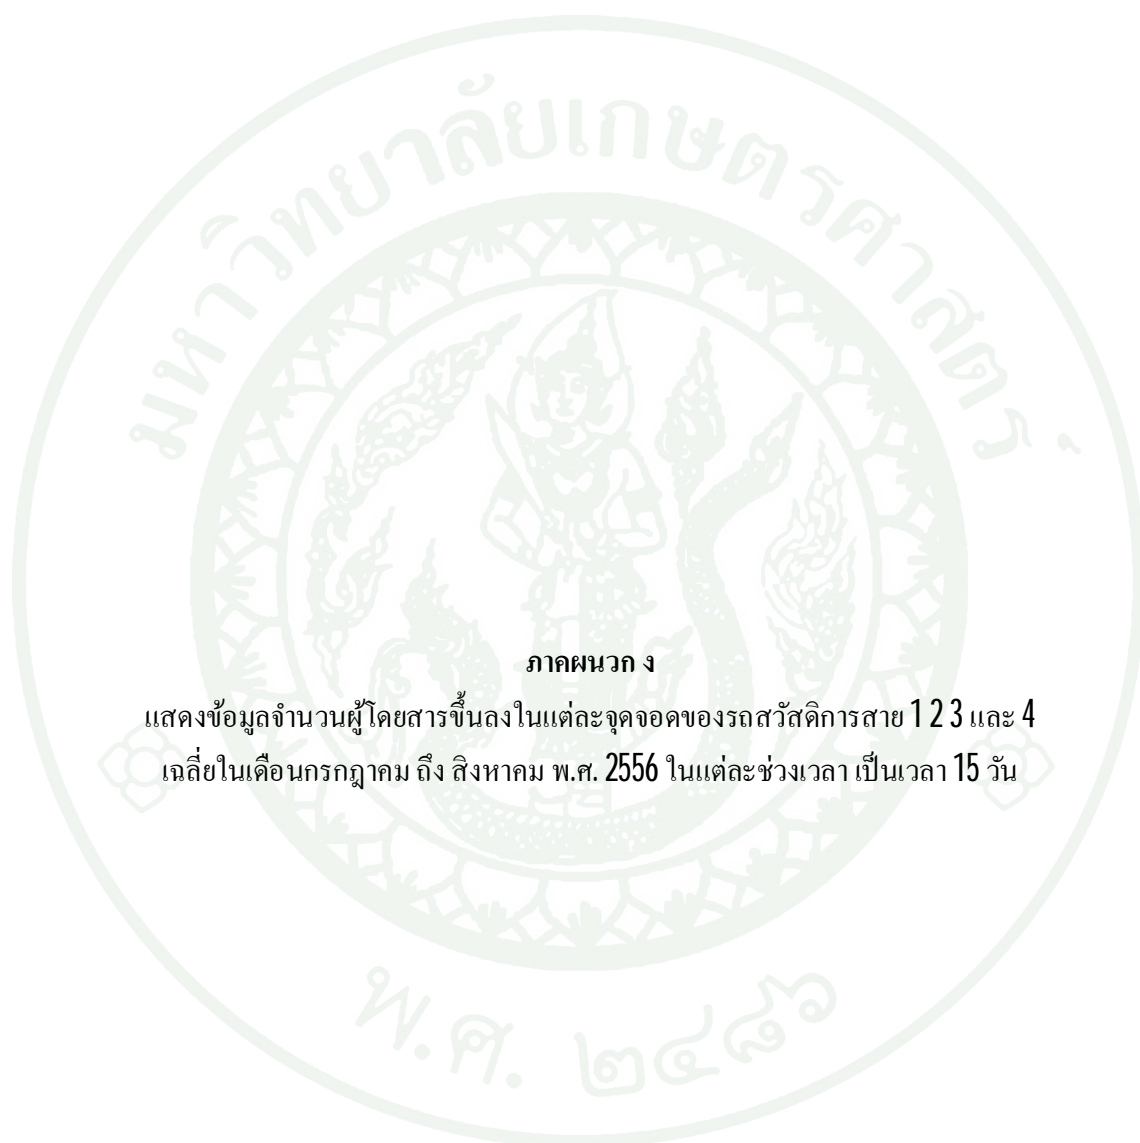 มหาวิทยาลัยเกษตรศาสตร์
ภาคผนวก ง
แสดงข้อมูลจำนวนผู้โดยสารขึ้นลงในแต่ละจุดจอดของรถสวัสดิการสาย 1 2 3 และ 4
เฉลี่ยในเดือนกรกฎาคม ถึง สิงหาคม พ.ศ. 2556 ในแต่ละช่วงเวลา เป็นเวลา 15 วัน
พ.ศ. ๒๔๘๖